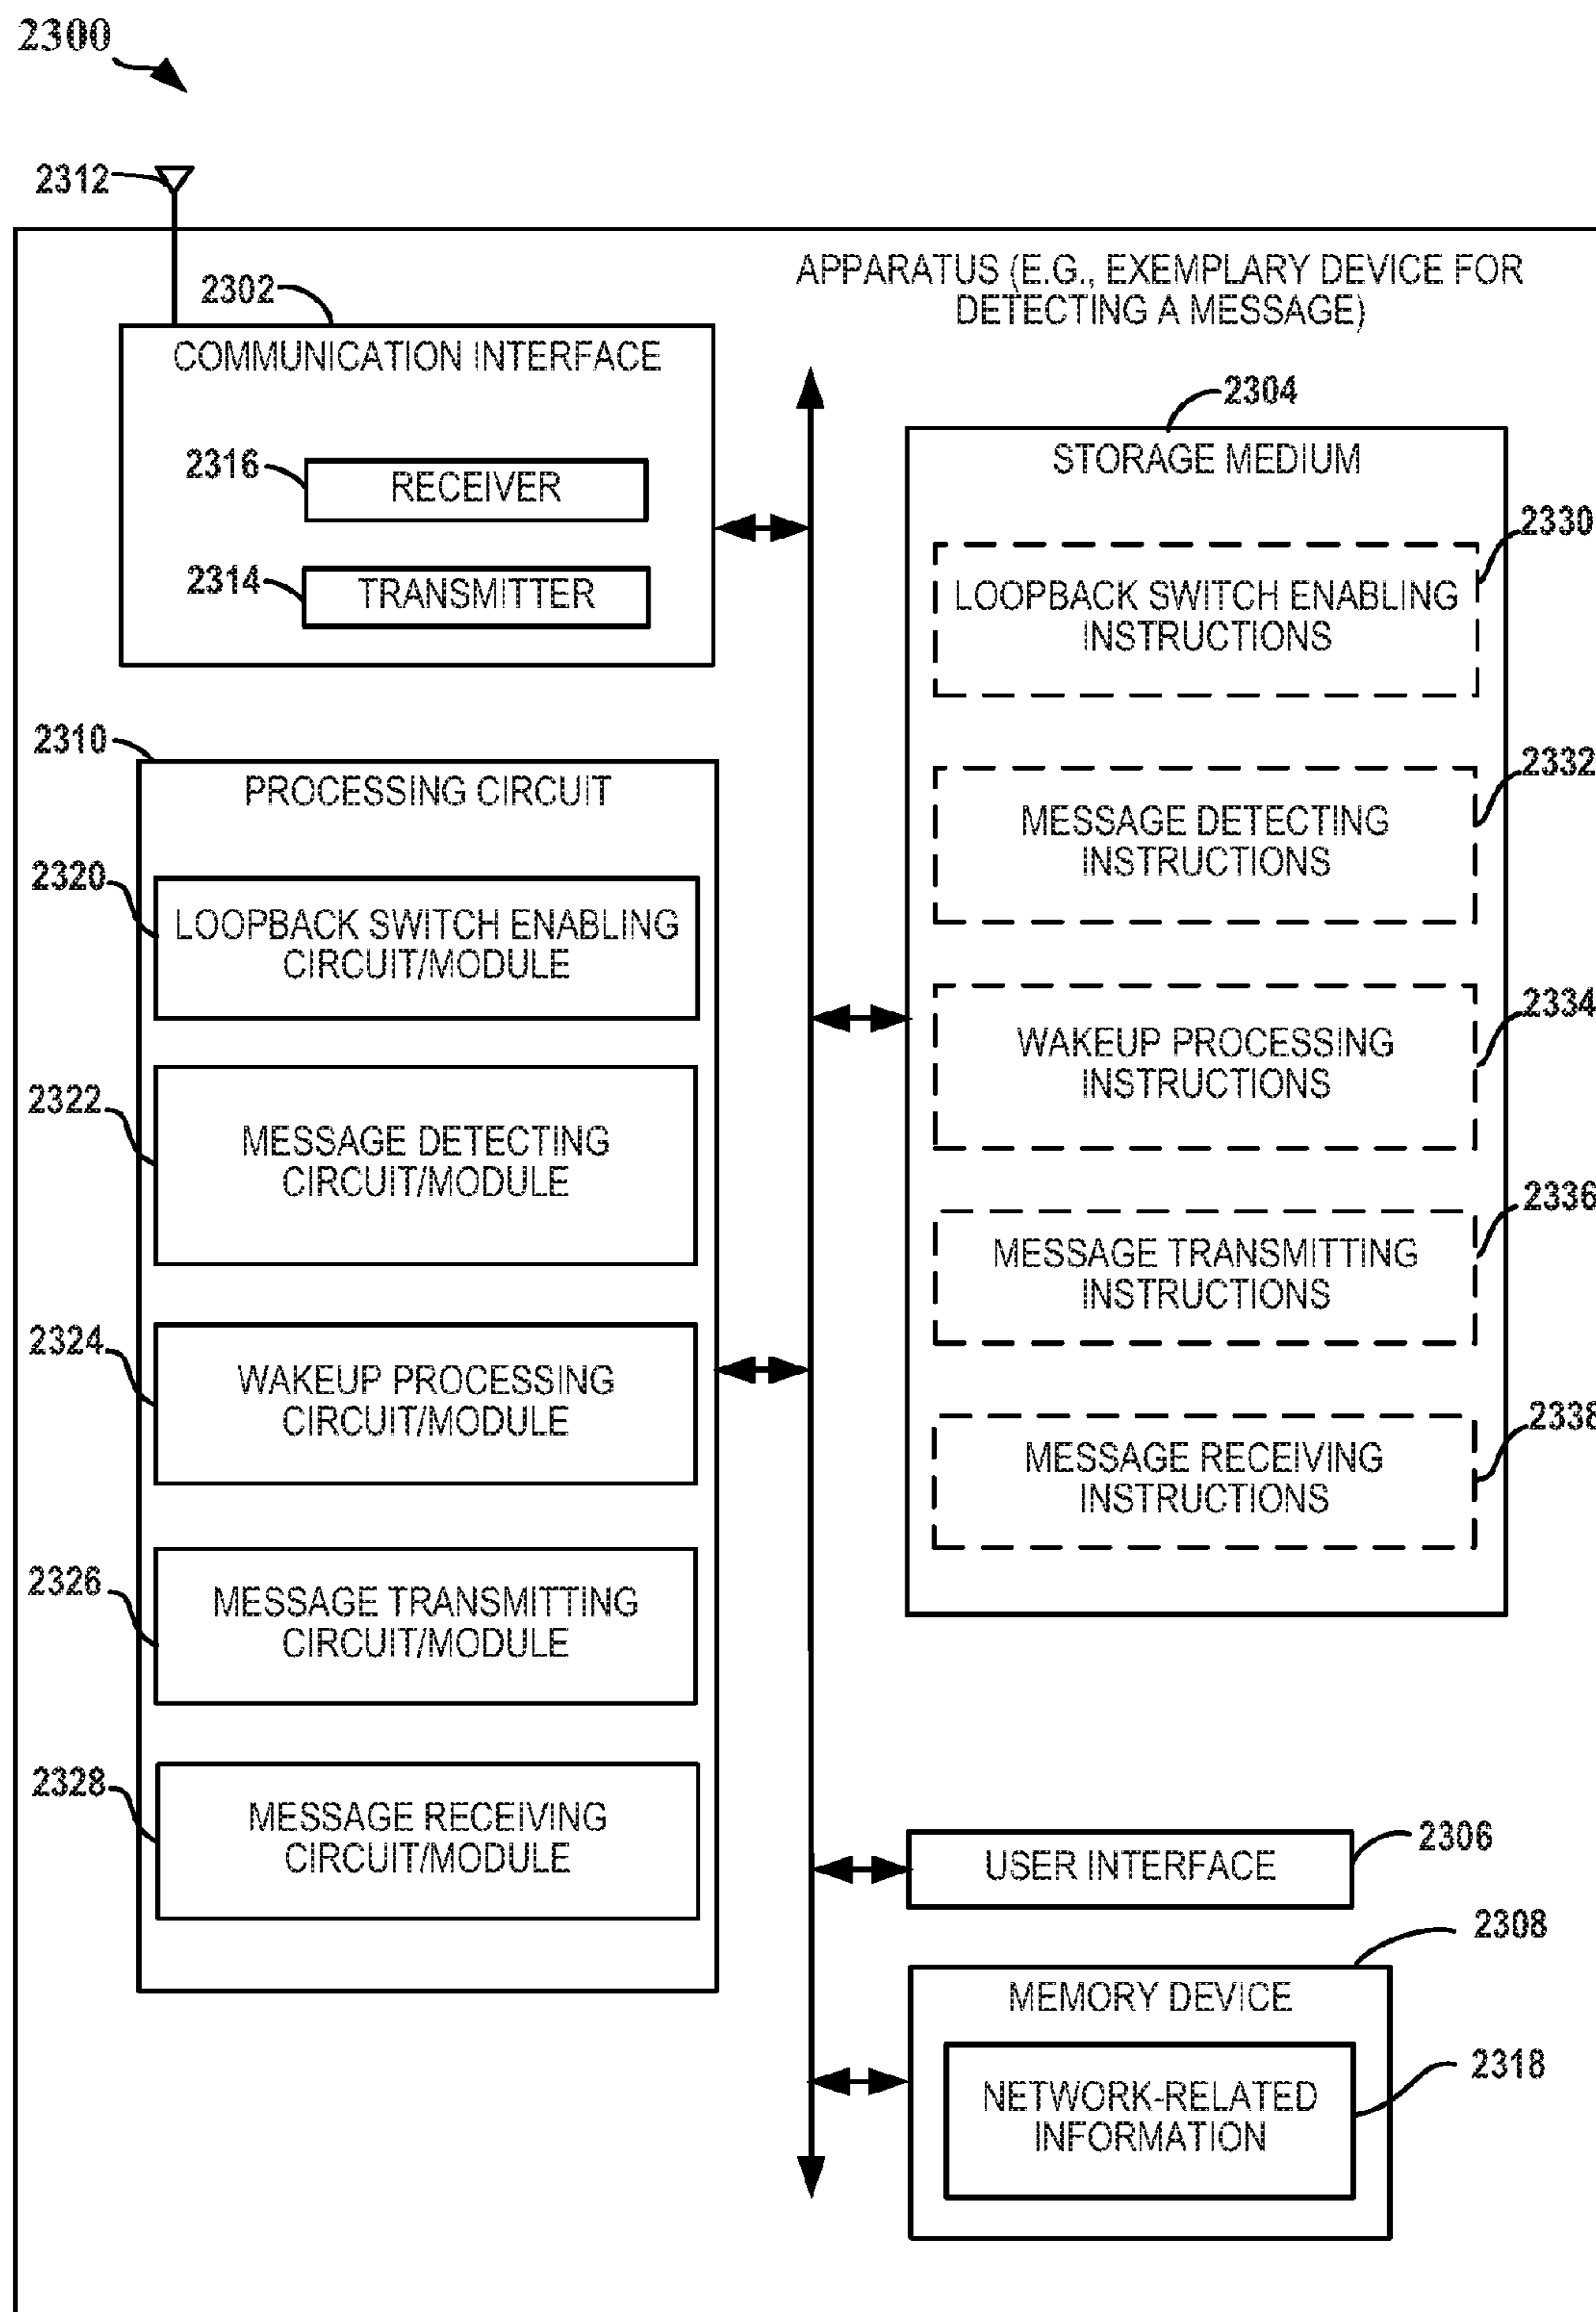 2300
2312
APPARATUS (E.G., EXEMPLARY DEVICE FOR
DETECTING A MESSAGE)
2302
COMMUNICATION INTERFACE
2316
RECEIVER
2314
TRANSMITTER
2310
PROCESSING CIRCUIT
2320
LOOPBACK SWITCH ENABLING
CIRCUIT/MODULE
2322
MESSAGE DETECTING
CIRCUIT/MODULE
2324
WAKEUP PROCESSING
CIRCUIT/MODULE
2326
MESSAGE TRANSMITTING
CIRCUIT/MODULE
2328
MESSAGE RECEIVING
CIRCUIT/MODULE
2304
STORAGE MEDIUM
2330
LOOPBACK SWITCH ENABLING
INSTRUCTIONS
2332
MESSAGE DETECTING
INSTRUCTIONS
2334
WAKEUP PROCESSING
INSTRUCTIONS
2336
MESSAGE TRANSMITTING
INSTRUCTIONS
2338
MESSAGE RECEIVING
INSTRUCTIONS
2306
USER INTERFACE
2308
MEMORY DEVICE
2318
NETWORK-RELATED
INFORMATION